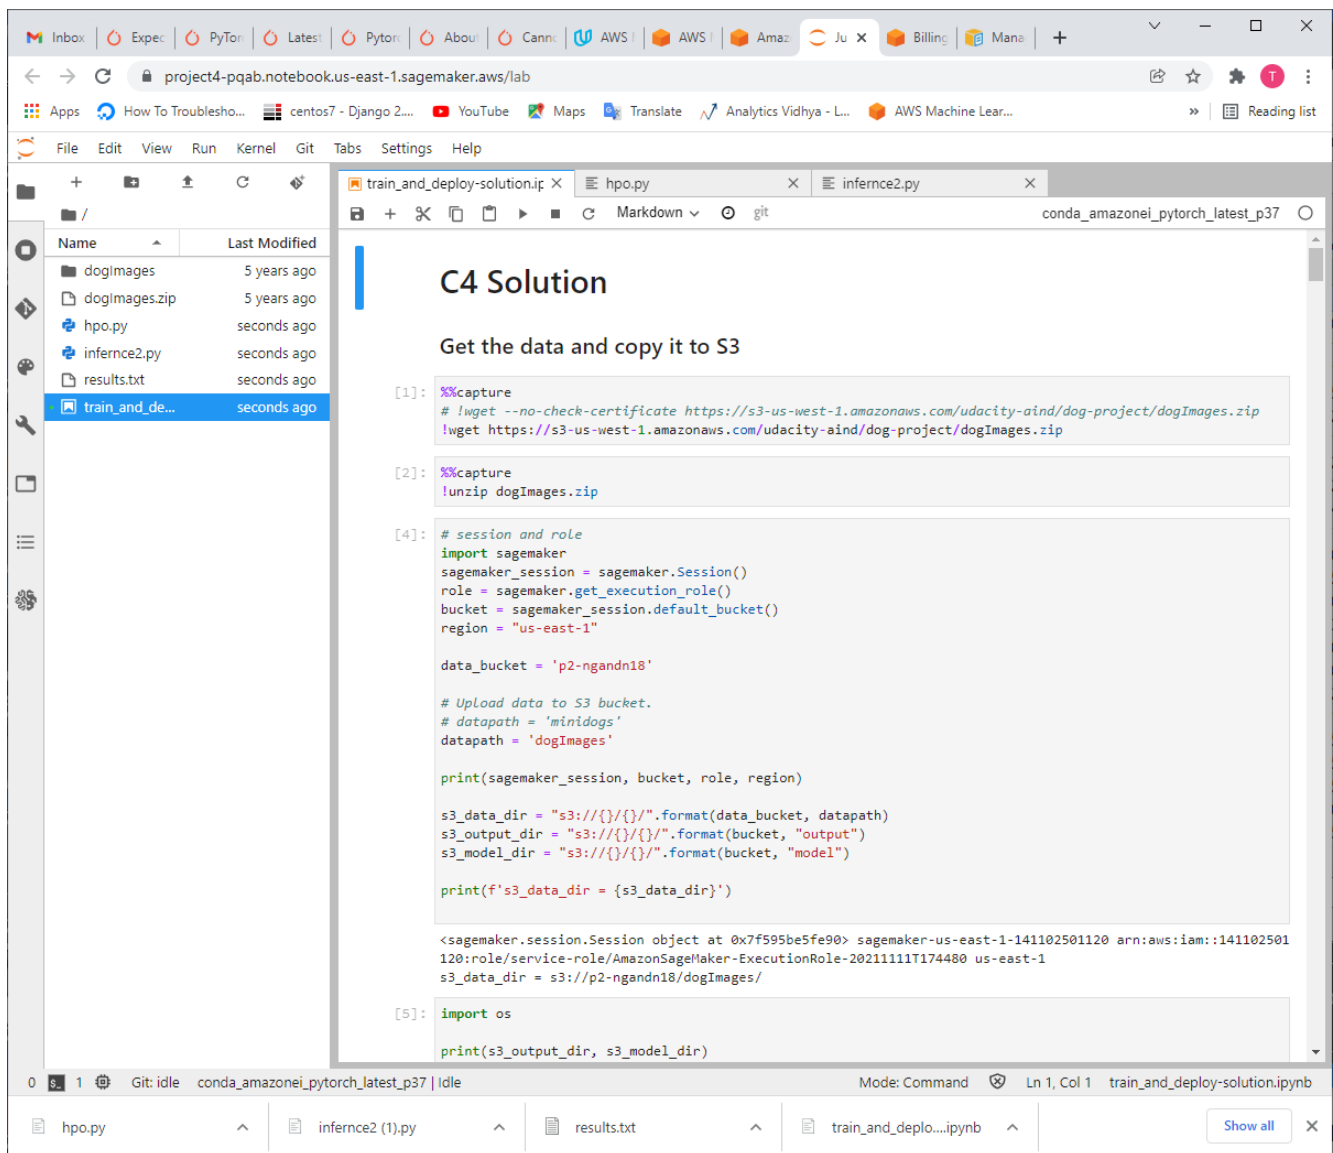 Inbox
Expec
PyTor
Latest
Pytorc
About
Canno
AWS
AWS
Amaz
Ju
Billing
Mana
project4-pqab.notebook.us-east-1.sagemaker.aws/lab
T
Apps
How To Troublesho...
centos7 - Django 2....
YouTube
Maps
Translate
Analytics Vidhya - L...
AWS Machine Lear...
»
Reading list
File Edit View Run Kernel Git Tabs Settings Help
train_and_deploy-solution.ip
hpo.py
infernce2.py
/
Markdown
git
conda_amazonei_pytorch_latest_p37
Name Last Modified
dogImages 5 years ago
dogImages.zip 5 years ago
hpo.py seconds ago
infernce2.py seconds ago
results.txt seconds ago
train_and_de... seconds ago
C4 Solution
Get the data and copy it to S3
[1]: %%capture
# !wget --no-check-certificate https://s3-us-west-1.amazonaws.com/udacity-aind/dog-project/dogImages.zip
!wget https://s3-us-west-1.amazonaws.com/udacity-aind/dog-project/dogImages.zip
[2]: %%capture
!unzip dogImages.zip
[4]: # session and role
import sagemaker
sagemaker_session = sagemaker.Session()
role = sagemaker.get_execution_role()
bucket = sagemaker_session.default_bucket()
region = "us-east-1"
data_bucket = 'p2-ngandn18'
# Upload data to S3 bucket.
# datapath = 'minidogs'
datapath = 'dogImages'
print(sagemaker_session, bucket, role, region)
s3_data_dir = "s3://{}/{}/".format(data_bucket, datapath)
s3_output_dir = "s3://{}/{}/".format(bucket, "output")
s3_model_dir = "s3://{}/{}/".format(bucket, "model")
print(f's3_data_dir = {s3_data_dir}')
<sagemaker.session.Session object at 0x7f595be5fe90> sagemaker-us-east-1-141102501120 arn:aws:iam::141102501
120:role/service-role/AmazonSageMaker-ExecutionRole-20211111T174480 us-east-1
s3_data_dir = s3://p2-ngandn18/dogImages/
[5]: import os
print(s3_output_dir, s3_model_dir)
0 $_ 1 Git: idle conda_amazonei_pytorch_latest_p37 | Idle Mode: Command Ln 1, Col 1 train_and_deploy-solution.ipynb
hpo.py
infernce2 (1).py
results.txt
train_and_deplo....ipynb
Show all